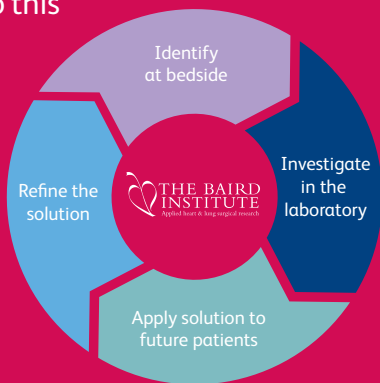 this
Identify
at bedside
Investigate
in the
laboratory
Refine the
solution
THE BAIRD
INSTITUTE
Applied heart & lung surgical research
Apply solution to
future patients